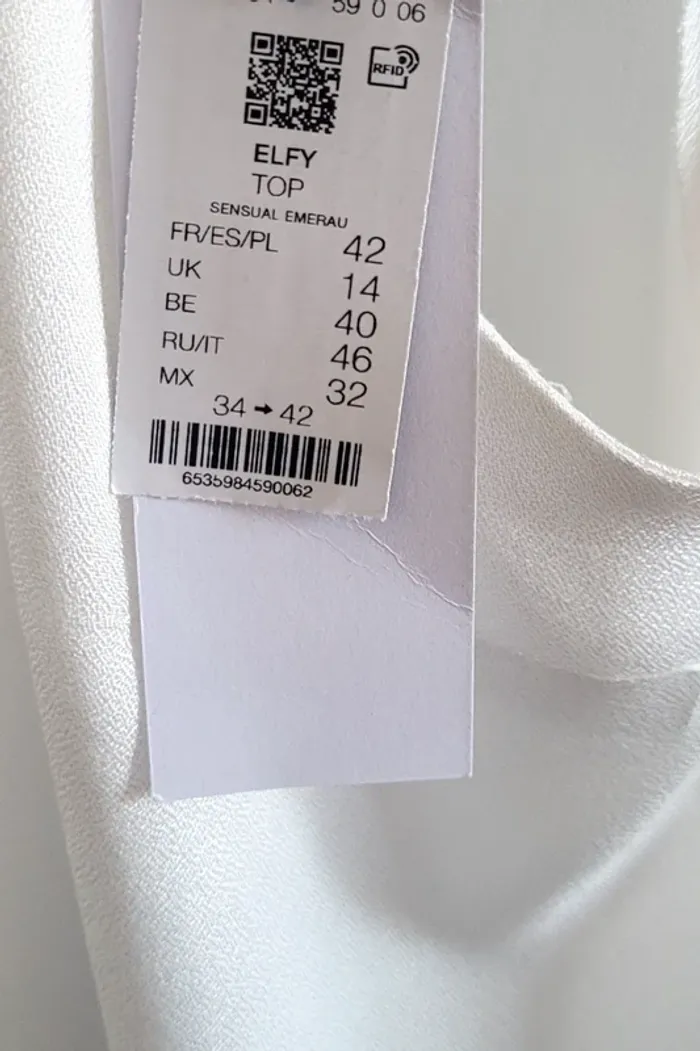 59 0 06
RFID
ELFY
TOP
SENSUAL EMERAU
FR/ES/PL 42
UK 14
BE 40
RU/IT 46
MX 32
34 → 42
6535984590062